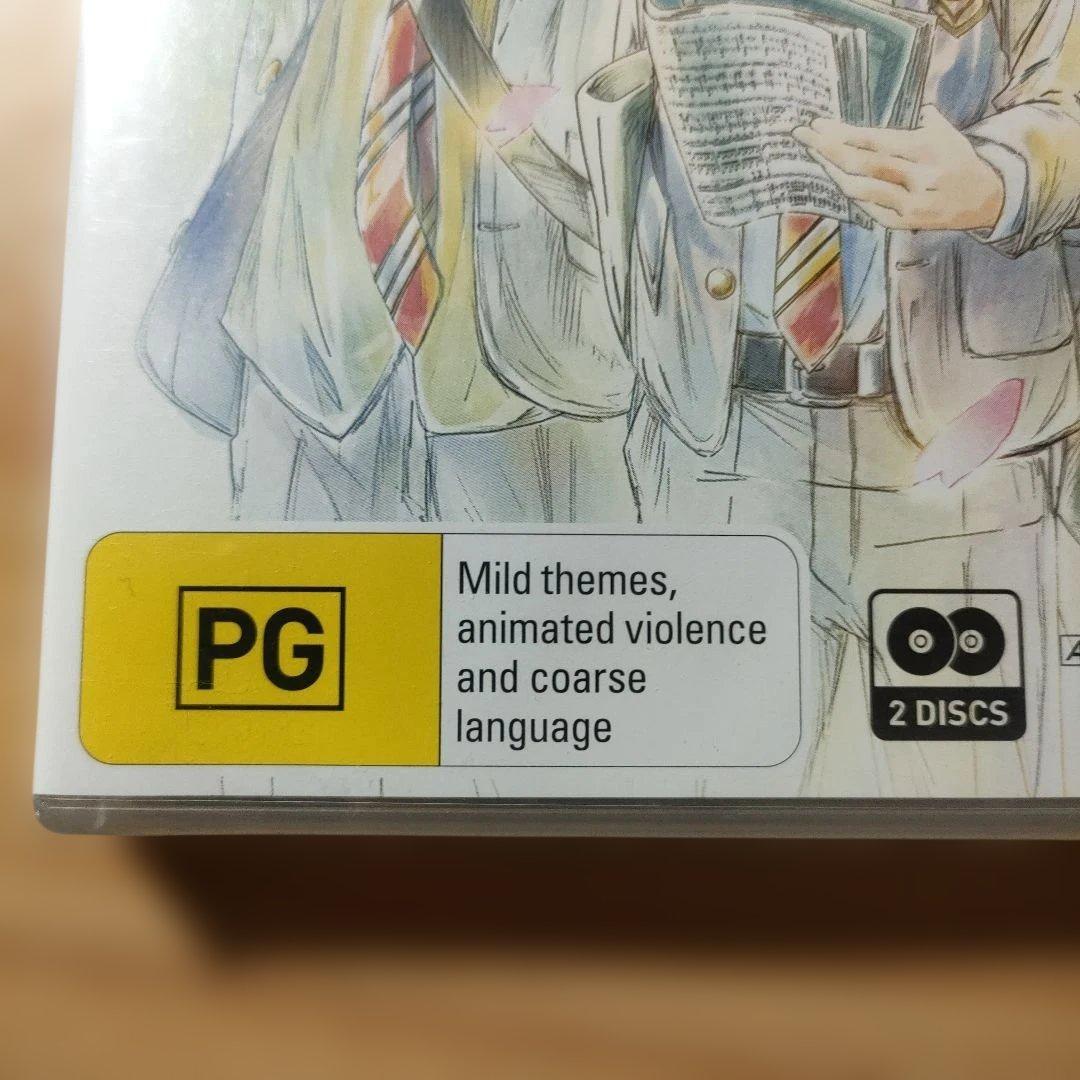 PG
Mild themes,
animated violence
and coarse
language
2 DISCS